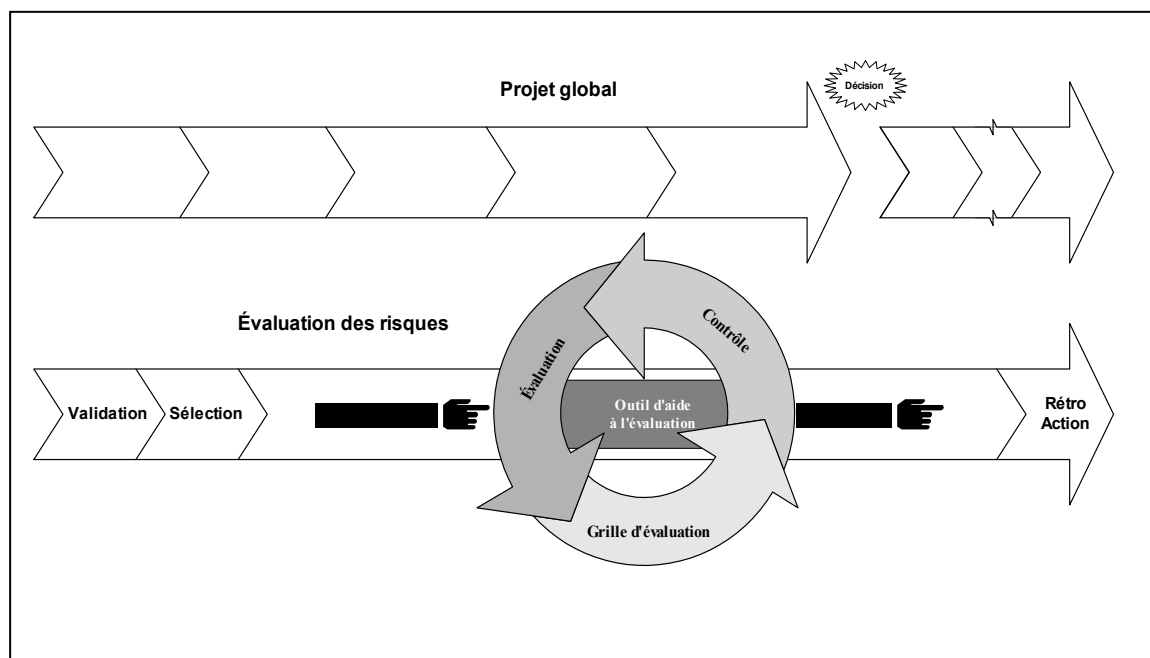 Projet global
Décision
Évaluation des risques
Contrôle
Évaluation
Validation
Sélection
Outil d'aide
à l'évaluation
Rétro
Action
Grille d'évaluation